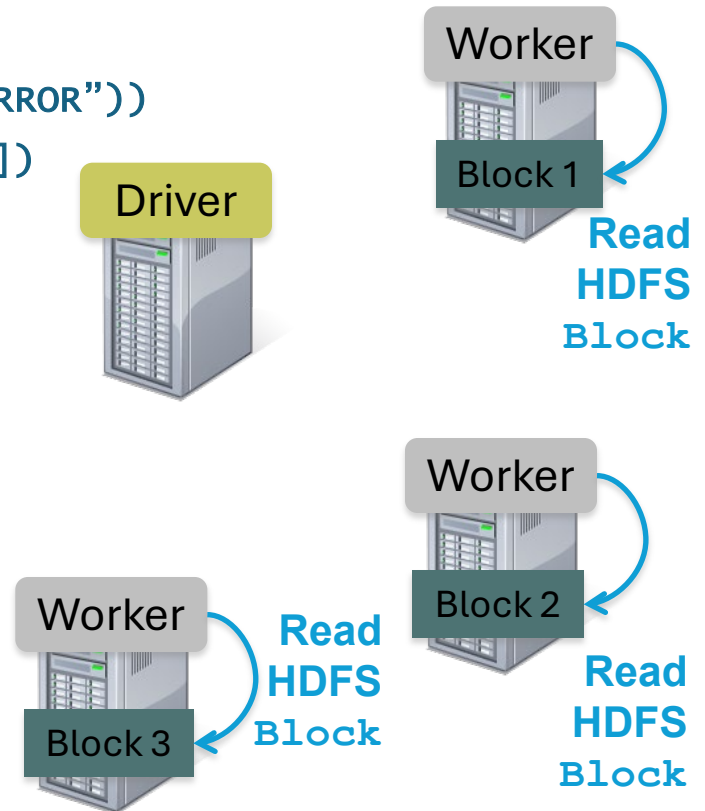 RROR”))
])
Driver
Worker
Block 1
Read
HDFS
Block
Worker
Block 2
Read
HDFS
Block
Worker
Block 3
Read
HDFS
Block